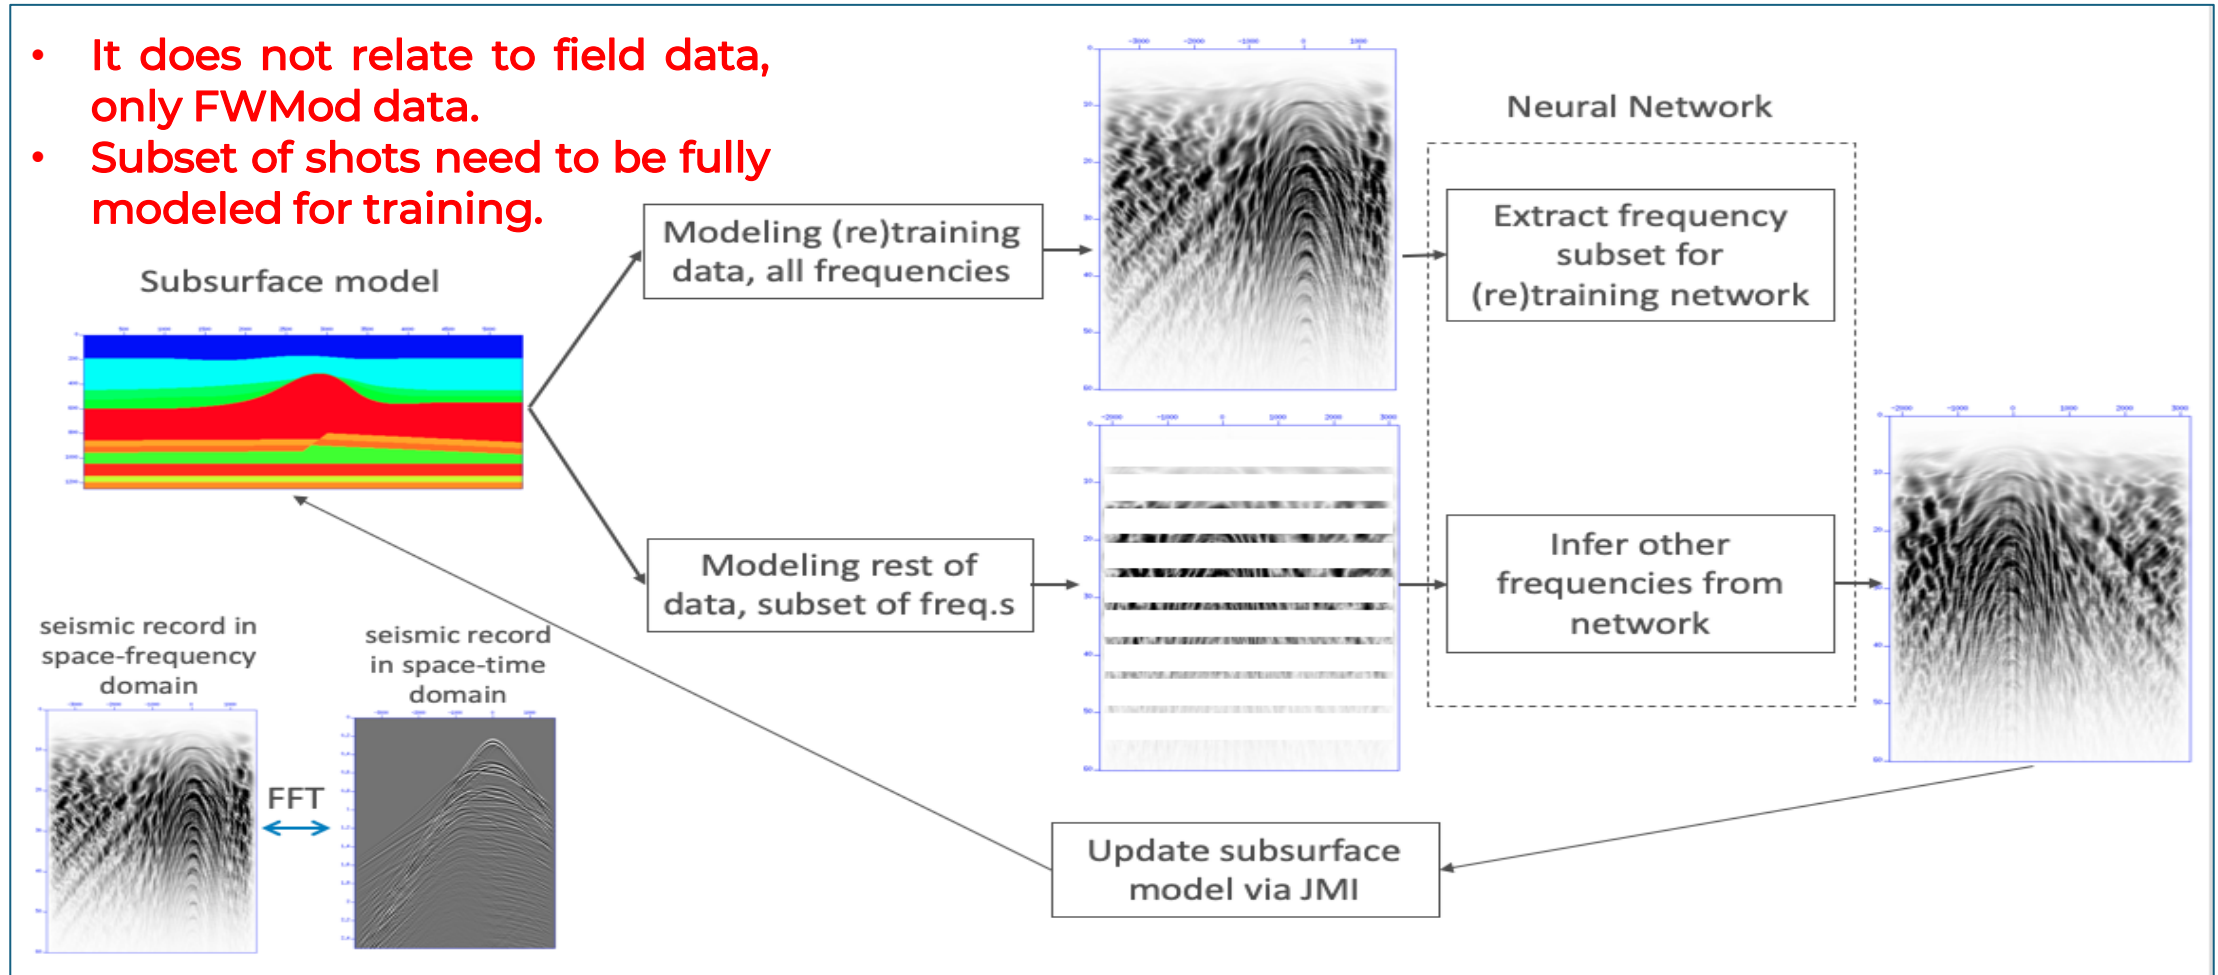 • It does not relate to field data,
only FWMod data.
• Subset of shots need to be fully
modeled for training.
Subsurface model
Modeling (re)training
data, all frequencies
Neural Network
Extract frequency
subset for
(re)training network
Modeling rest of
data, subset of freq.s
Infer other
frequencies from
network
Update subsurface
model via JMI
seismic record in
space-frequency
domain
FFT
seismic record
in space-time
domain